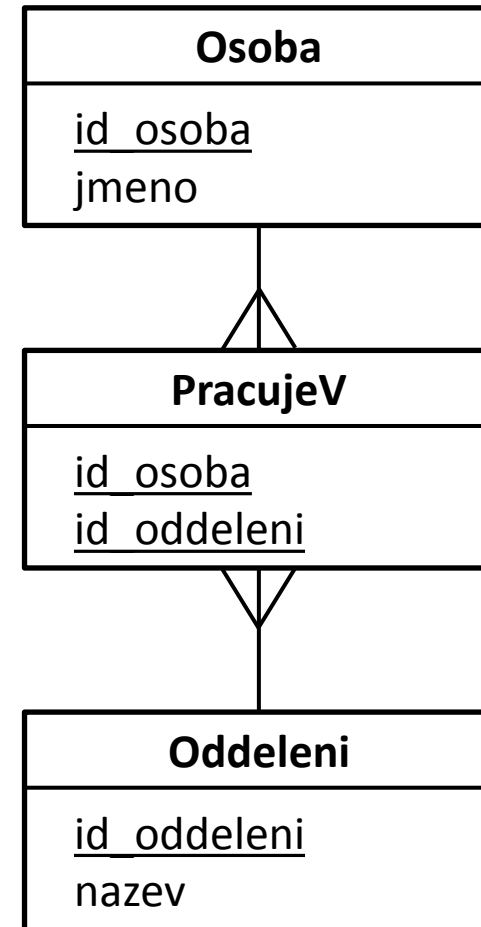 Osoba
id_osoba
jmeno
PracujeV
id_osoba
id_oddeleni
Oddeleni
id_oddeleni
nazev